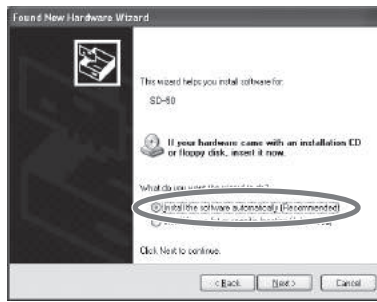 Found New Hardware Wizard
This wizard helps you install software for:
SD-80
If your hardware came with an installation CD
or floppy disk, insert it now.
What do you want the wizard to do?
Install the software automatically (Recommended)
Click Next to continue.
< Back
Next >
Cancel